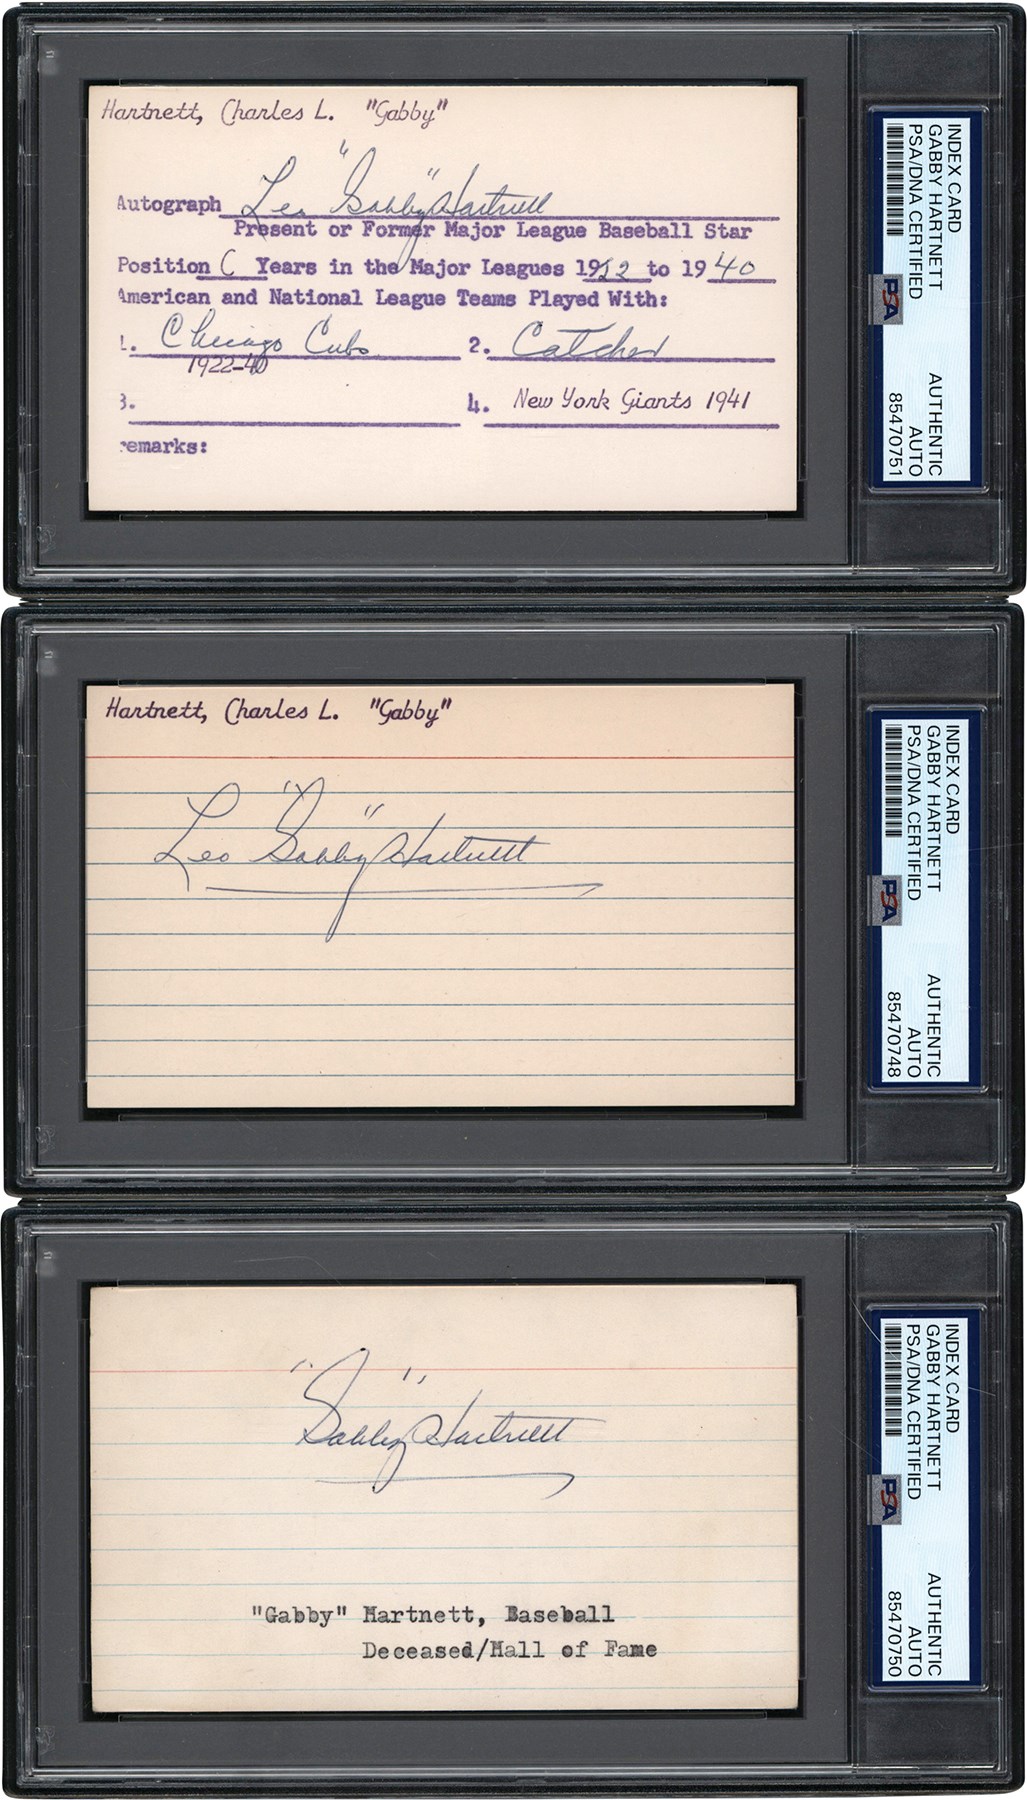 Hartnett, Charles L. "Gabby"
Autograph Leo "Gabby" Hartnett
Present or Former Major League Baseball Star
Position C Years in the Major Leagues 1922 to 1940
American and National League Teams Played With:
1. Chicago Cubs 2. Catcher
1922-40
3. 4. New York Giants 1941
remarks:
INDEX CARD
GABBY HARTNETT
PSA/DNA CERTIFIED
PSA
AUTHENTIC
AUTO
85470751
Hartnett, Charles L. "Gabby"
Leo "Gabby" Hartnett
INDEX CARD
GABBY HARTNETT
PSA/DNA CERTIFIED
PSA
AUTHENTIC
AUTO
85470748
"Gabby" Hartnett
"Gabby" Hartnett, Baseball
Deceased/Hall of Fame
INDEX CARD
GABBY HARTNETT
PSA/DNA CERTIFIED
PSA
AUTHENTIC
AUTO
85470750